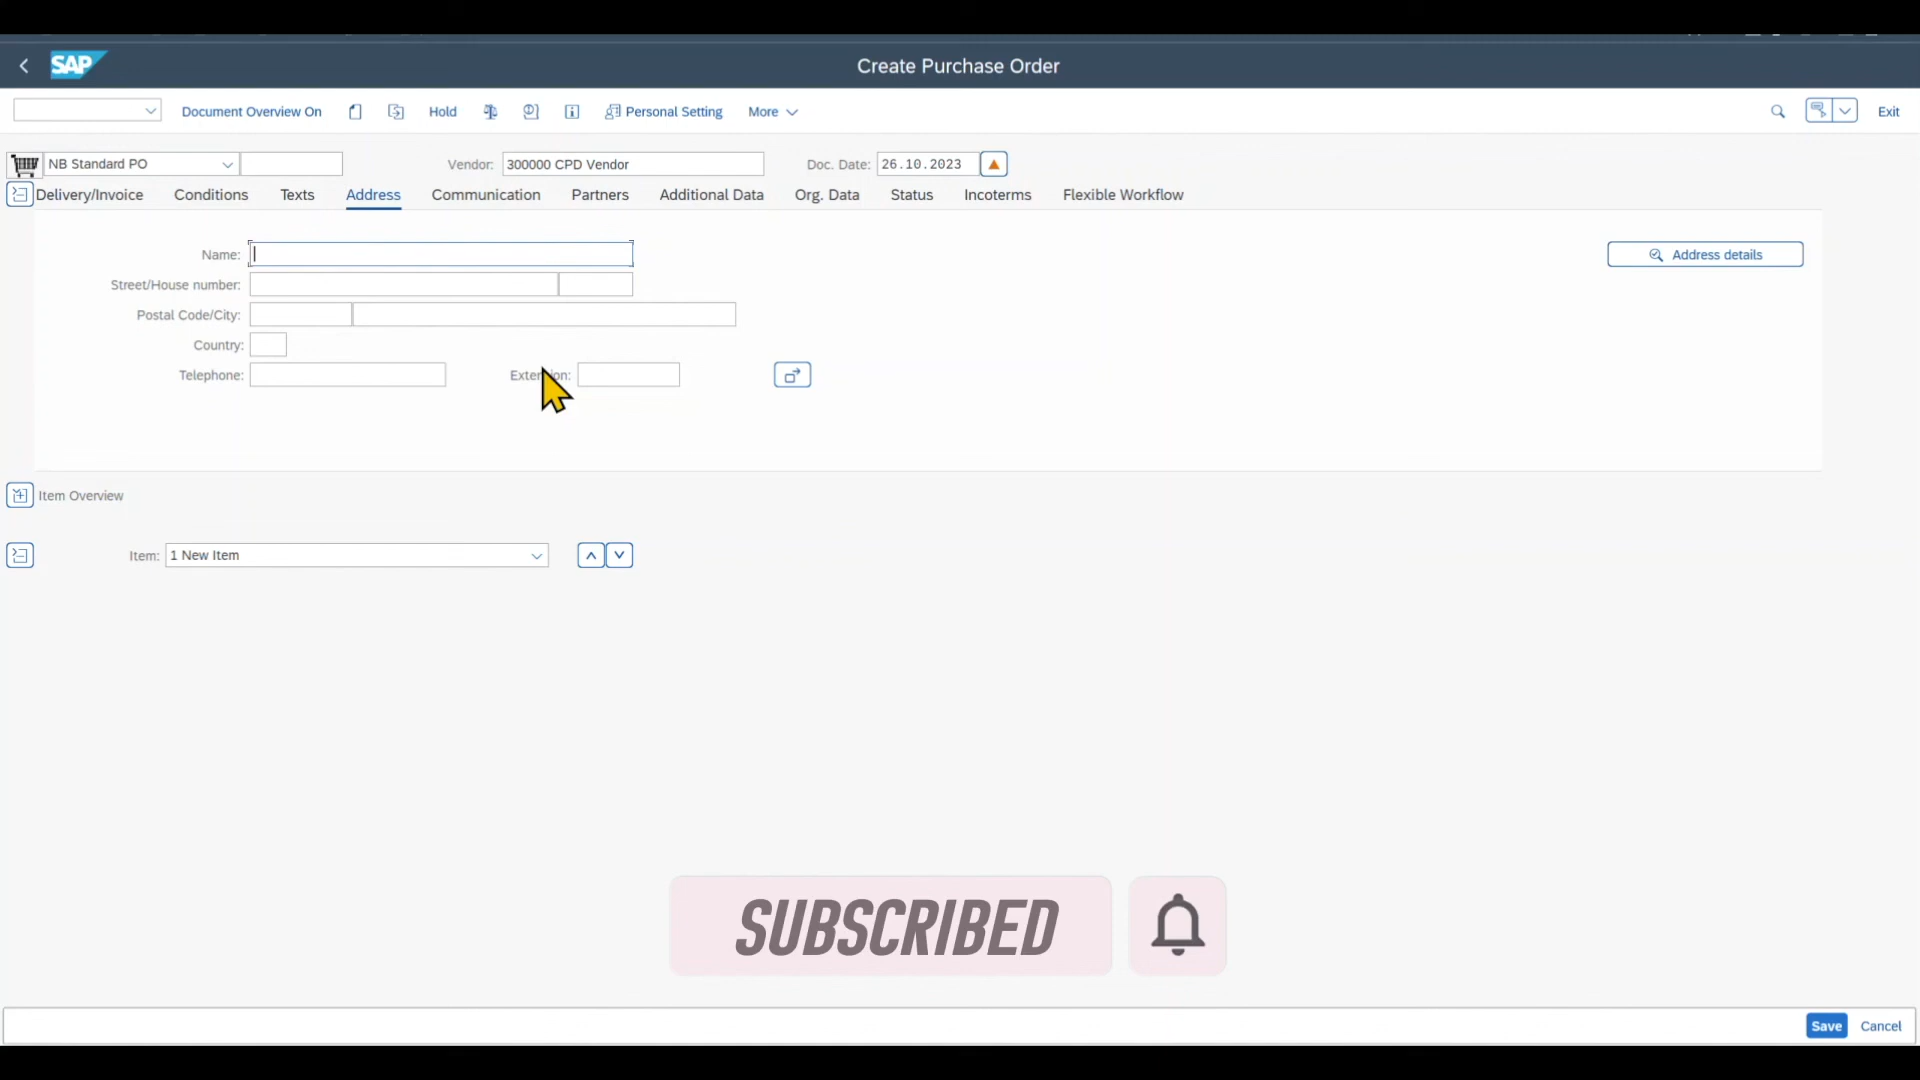 SAP
Create Purchase Order
Document Overview On Hold Personal Setting More Exit
NB Standard PO Vendor: 300000 CPD Vendor Doc. Date: 26.10.2023
Delivery/Invoice Conditions Texts Address Communication Partners Additional Data Org. Data Status Incoterms Flexible Workflow
Name: Address details
Street/House number:
Postal Code/City:
Country:
Telephone: Extension:
Item Overview
Item: 1 New Item
SUBSCRIBED
Save Cancel